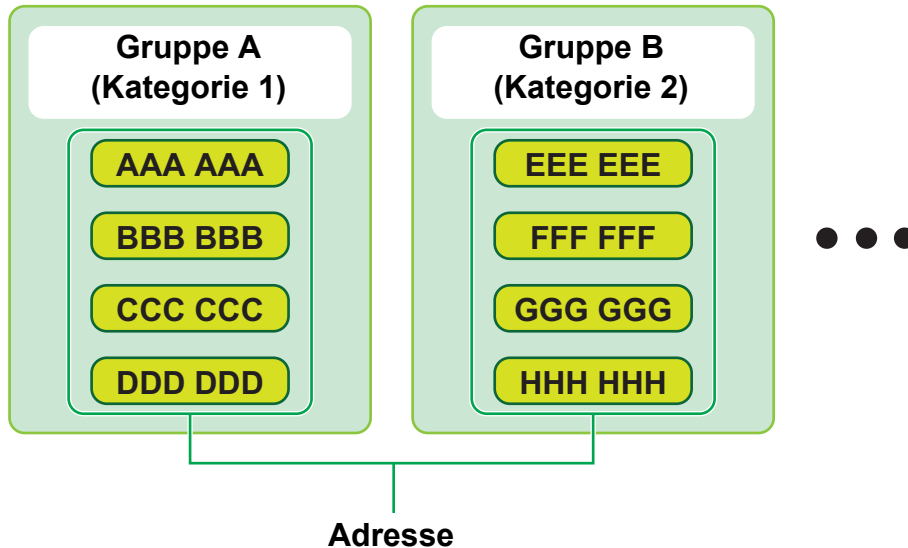 Gruppe A
(Kategorie 1)
AAA AAA
BBB BBB
CCC CCC
DDD DDD
Gruppe B
(Kategorie 2)
EEE EEE
FFF FFF
GGG GGG
HHH HHH
Adresse